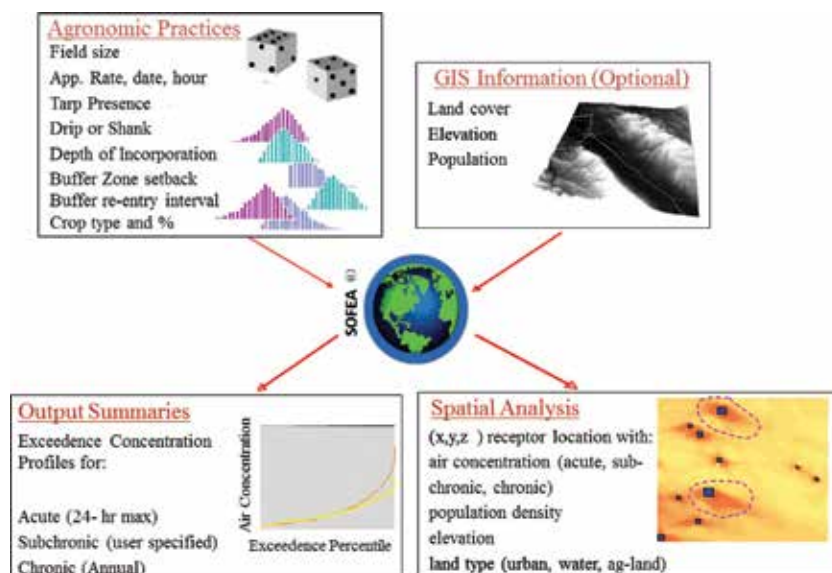 Agronomic Practices
Field size
App. Rate, date, hour
Tarp Presence
Drip or Shank
Depth of Incorporation
Buffer Zone setback
Buffer re-entry interval
Crop type and %
GIS Information (Optional)
Land cover
Elevation
Population
SOFEA ©
Output Summaries
Exceedence Concentration
Profiles for:
Acute (24- hr max)
Subchronic (user specified)
Chronic (Annual)
Air Concentration
Exceedence Percentile
Spatial Analysis
(x,y,z ) receptor location with:
air concentration (acute, sub-
chronic, chronic)
population density
elevation
land type (urban, water, ag-land)